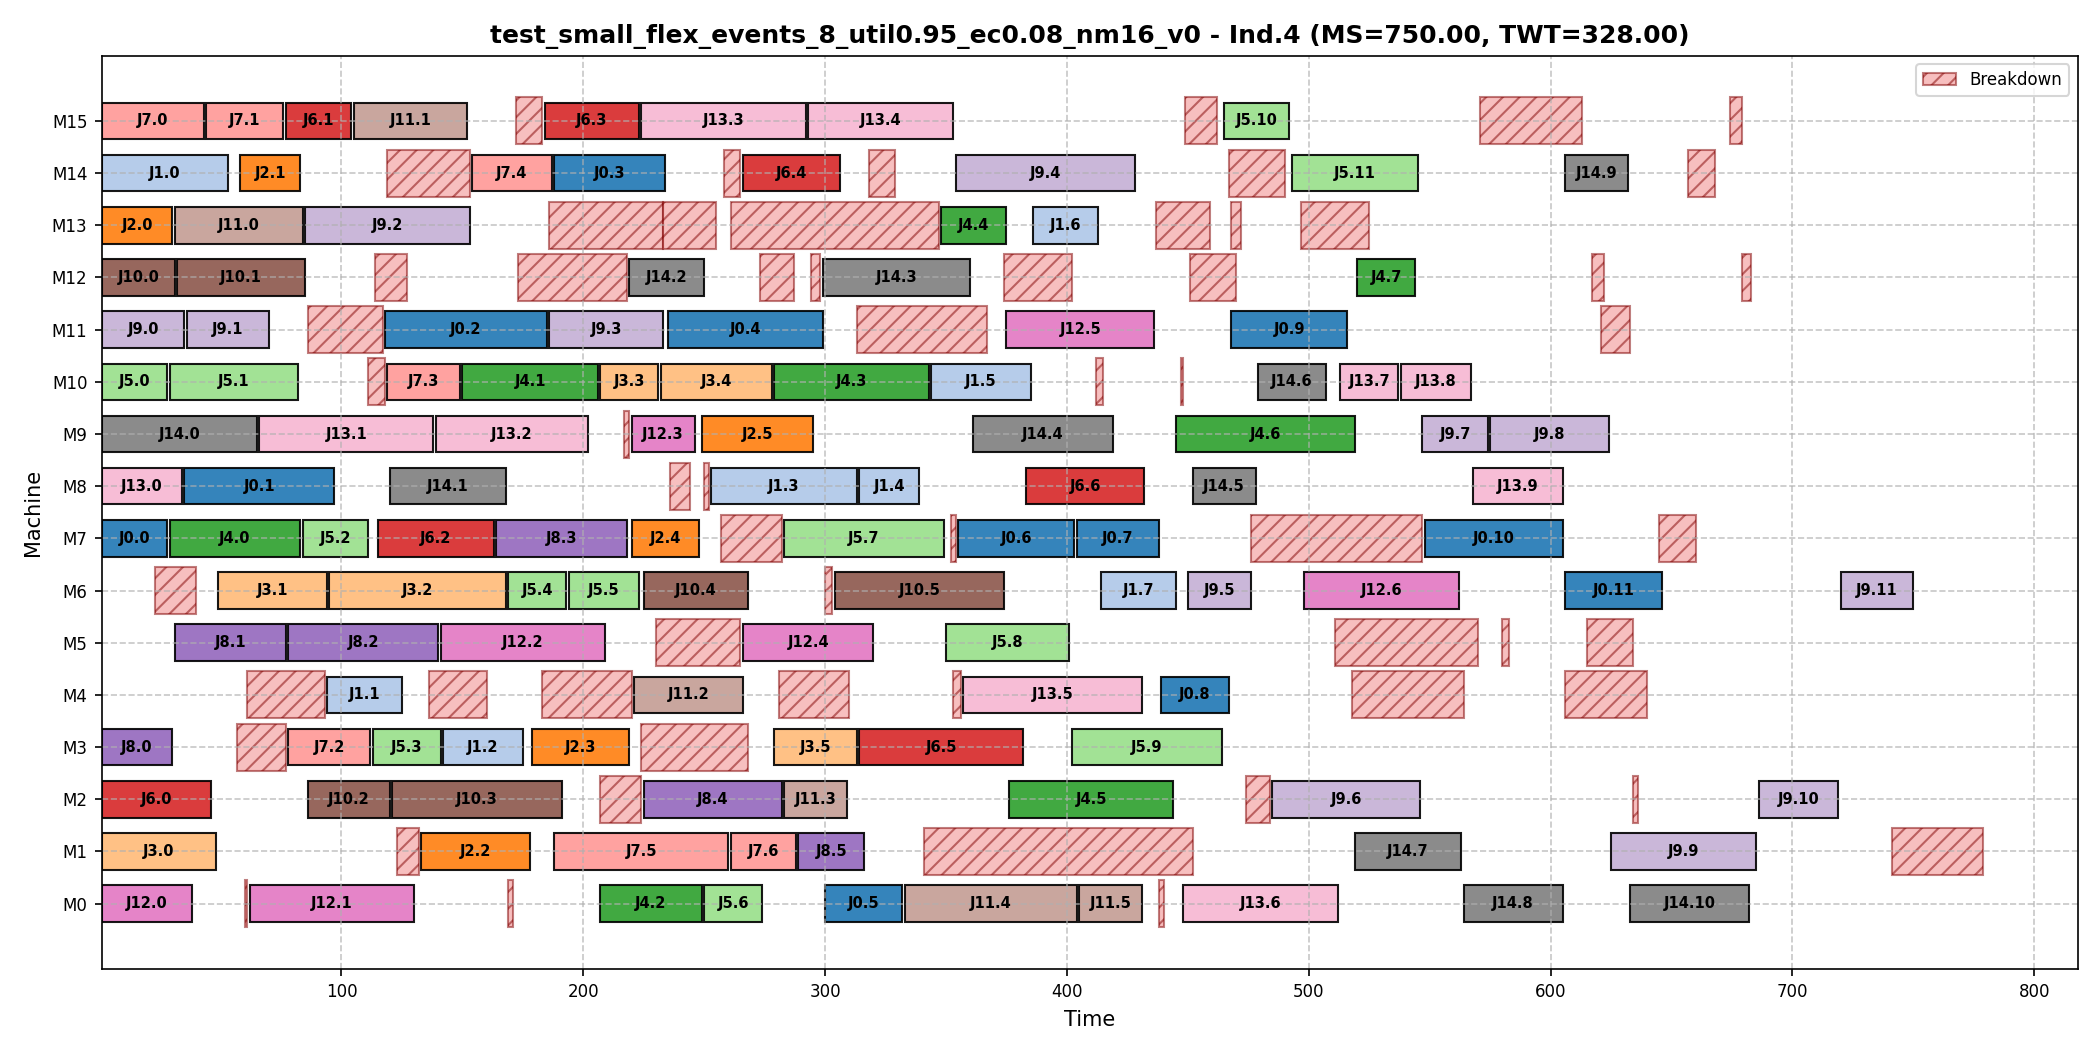 test_small_flex_events_8_util0.95_ec0.08_nm16_v0 - Ind.4 (MS=750.00, TWT=328.00)
Breakdown
M15 J7.0 J7.1 J6.1 J11.1 J6.3 J13.3 J13.4 J5.10
M14 J1.0 J2.1 J7.4 J0.3 J6.4 J9.4 J5.11 J14.9
M13 J2.0 J11.0 J9.2 J4.4 J1.6
M12 J10.0 J10.1 J14.2 J14.3 J4.7
M11 J9.0 J9.1 J0.2 J9.3 J0.4 J12.5 J0.9
M10 J5.0 J5.1 J7.3 J4.1 J3.3 J3.4 J4.3 J1.5 J14.6 J13.7 J13.8
M9 J14.0 J13.1 J13.2 J12.3 J2.5 J14.4 J4.6 J9.7 J9.8
M8 J13.0 J0.1 J14.1 J1.3 J1.4 J6.6 J14.5 J13.9
M7 J0.0 J4.0 J5.2 J6.2 J8.3 J2.4 J5.7 J0.6 J0.7 J0.10
M6 J3.1 J3.2 J5.4 J5.5 J10.4 J10.5 J1.7 J9.5 J12.6 J0.11 J9.11
M5 J8.1 J8.2 J12.2 J12.4 J5.8
M4 J1.1 J11.2 J13.5 J0.8
M3 J8.0 J7.2 J5.3 J1.2 J2.3 J3.5 J6.5 J5.9
M2 J6.0 J10.2 J10.3 J8.4 J11.3 J4.5 J9.6 J9.10
M1 J3.0 J2.2 J7.5 J7.6 J8.5 J14.7 J9.9
M0 J12.0 J12.1 J4.2 J5.6 J0.5 J11.4 J11.5 J13.6 J14.8 J14.10
Machine
100 200 300 400 500 600 700 800
Time